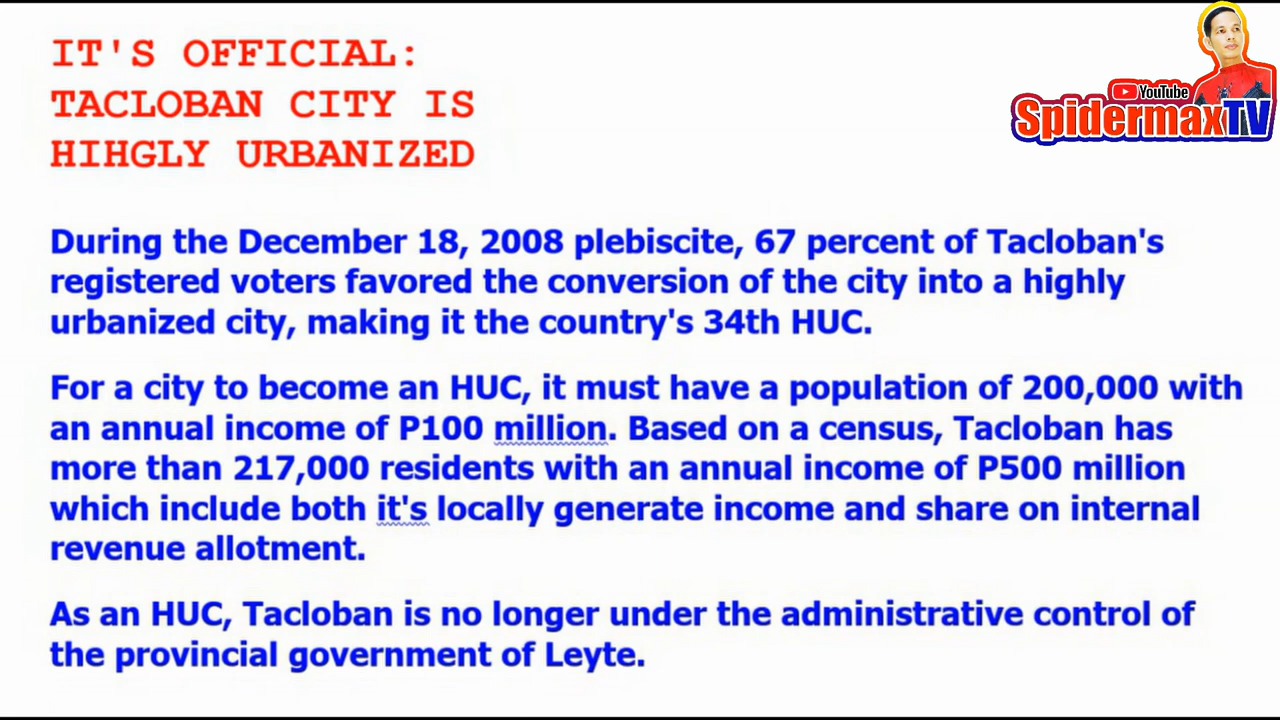 IT'S OFFICIAL:
TACLOBAN CITY IS
HIHGLY URBANIZED
YouTube
SpidermaxTV
During the December 18, 2008 plebiscite, 67 percent of Tacloban's
registered voters favored the conversion of the city into a highly
urbanized city, making it the country's 34th HUC.
For a city to become an HUC, it must have a population of 200,000 with
an annual income of P100 million. Based on a census, Tacloban has
more than 217,000 residents with an annual income of P500 million
which include both it's locally generate income and share on internal
revenue allotment.
As an HUC, Tacloban is no longer under the administrative control of
the provincial government of Leyte.